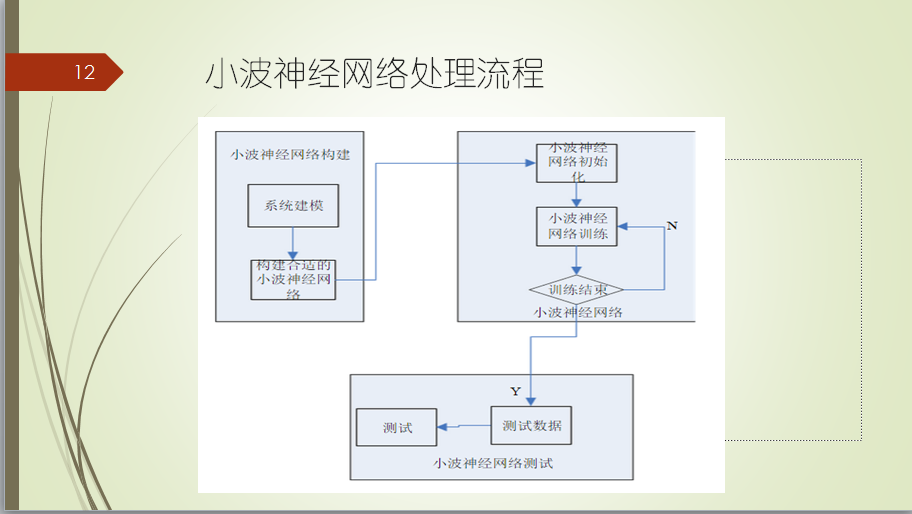 12
小波神经网络处理流程
小波神经网络构建
系统建模
构建合适的
小波神经网
络
小波神经
网络初始
化
小波神经
网络训练
N
训练结束
小波神经网络
Y
测试
测试数据
小波神经网络测试